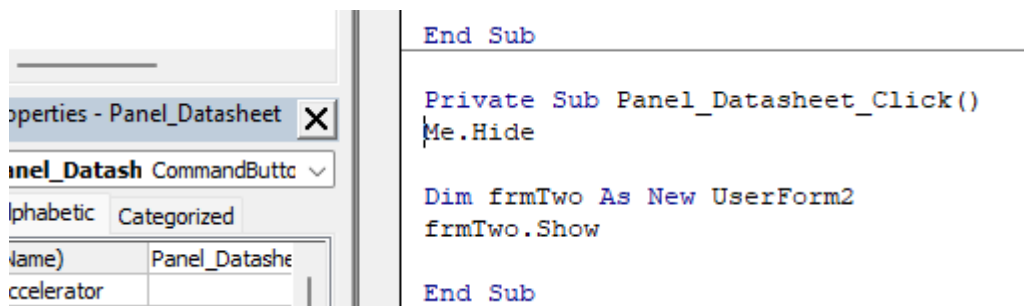 operties - Panel_Datasheet
anel_Datash CommandButto
lphabetic Categorized
Name) Panel_Datashe
ccelerator
End Sub
Private Sub Panel_Datasheet_Click()
Me.Hide
Dim frmTwo As New UserForm2
frmTwo.Show
End Sub